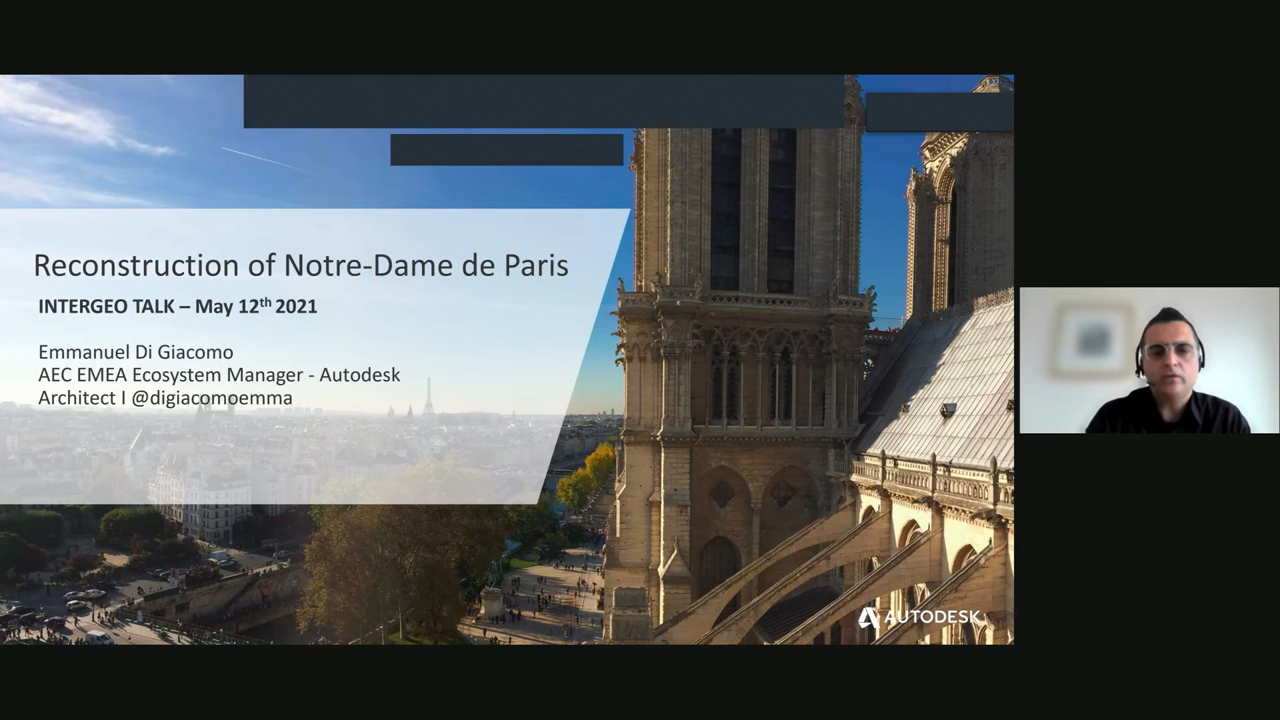 Reconstruction of Notre-Dame de Paris
INTERGEO TALK – May 12th 2021
Emmanuel Di Giacomo
AEC EMEA Ecosystem Manager - Autodesk
Architect I @digiacomoemma
AUTODESK